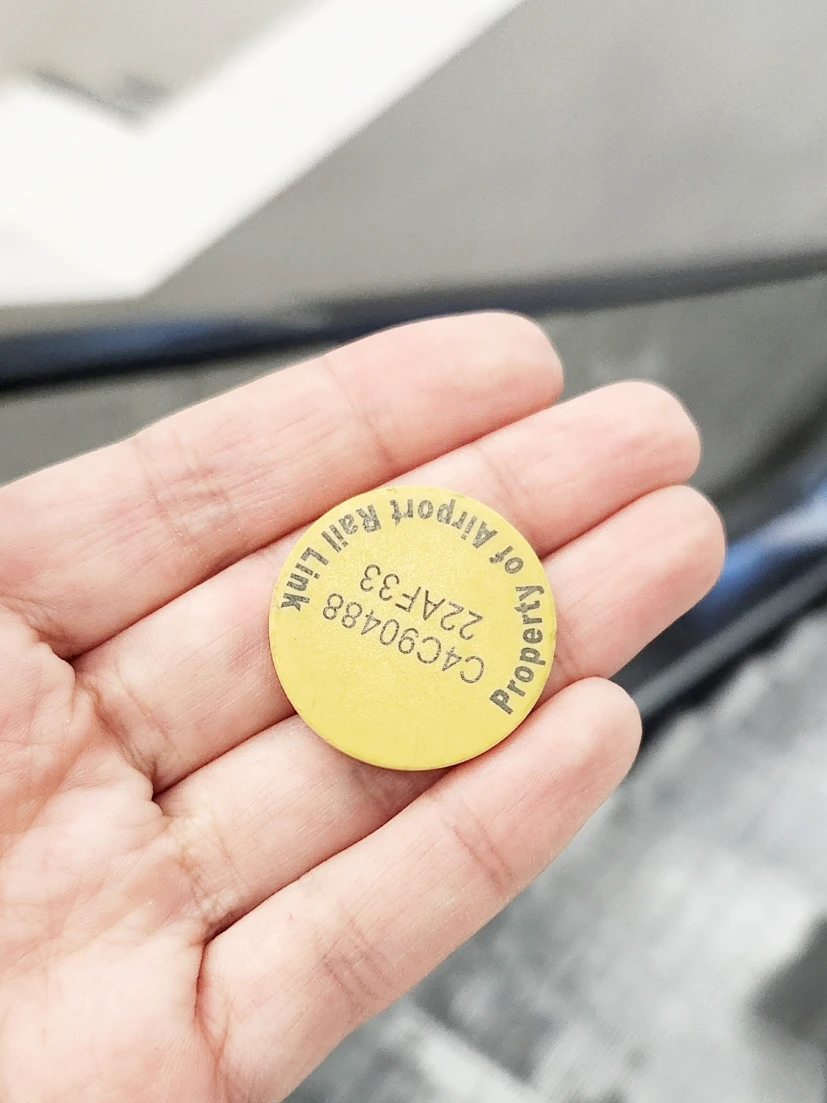 Property of Airport Rail Link
C4C90488
22AF33